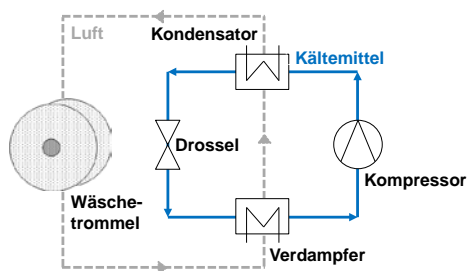 Luft
Kondensator
Kältemittel
Drossel
Kompressor
Wäsche-
trommel
Verdampfer